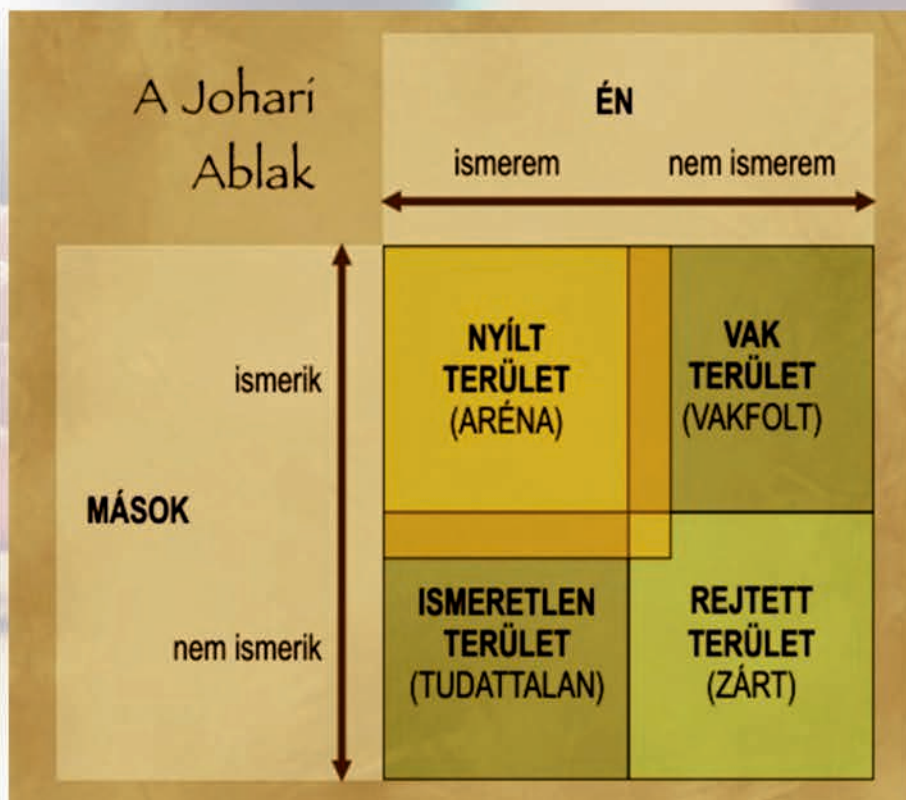 A Johari
Ablak
ÉN
ismerem
nem ismerem
MÁSOK
ismerik
nem ismerik
NYÍLT
TERÜLET
(ARÉNA)
VAK
TERÜLET
(VAKFOLT)
ISMERETLEN
TERÜLET
(TUDATTALAN)
REJTETT
TERÜLET
(ZÁRT)